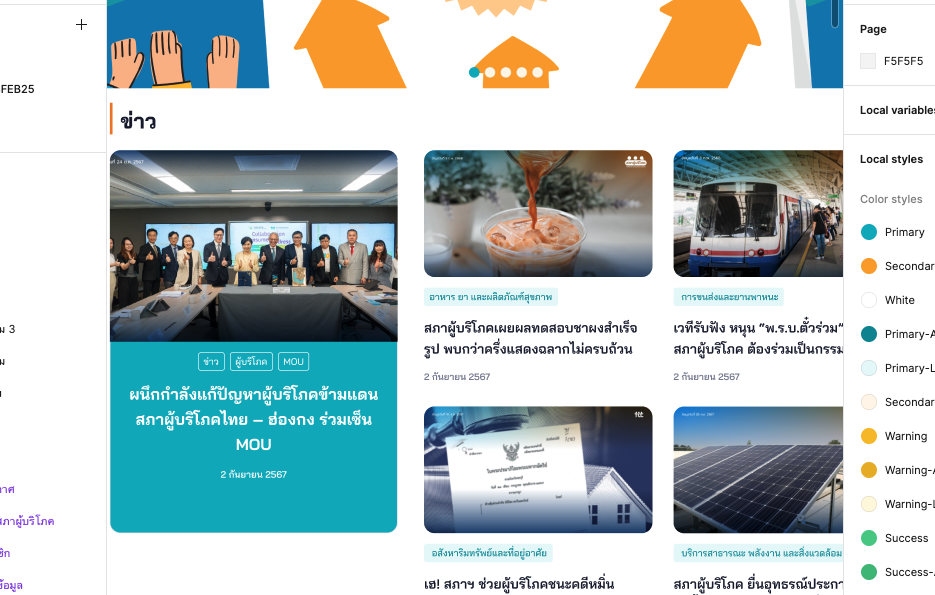 FEB25
ม 3
าศ
สภาผู้บริโภค
ข่าว
24 ต.ค. 2567
ข่าว
ผู้บริโภค
MOU
ผนึกกำลังแก้ปัญหาผู้บริโภคข้ามแดน
สภาผู้บริโภคไทย – ฮ่องกง ร่วมเซ็น
MOU
2 กันยายน 2567
อาหาร ยา และผลิตภัณฑ์สุขภาพ
สภาผู้บริโภคเผยผลทดสอบชาผงสำเร็จ
รูป พบกว่าครึ่งแสดงฉลากไม่ครบถ้วน
2 กันยายน 2567
การขนส่งและยานพาหนะ
เวทีรับฟัง หนุน “พ.ร.บ.ตั๋วร่วม”
สภาผู้บริโภค ต้องร่วมเป็นกรรม
2 กันยายน 2567
อสังหาริมทรัพย์และที่อยู่อาศัย
เฮ! สภาฯ ช่วยผู้บริโภคชนะคดีหมิ่น
บริการสาธารณะ พลังงาน และสิ่งแวดล้อม
สภาผู้บริโภค ยื่นอุทธรณ์ประกา
Page
F5F5F5
Local variables
Local styles
Color styles
Primary
Secondar
White
Primary-A
Primary-L
Secondar
Warning
Warning-A
Warning-L
Success
Success-